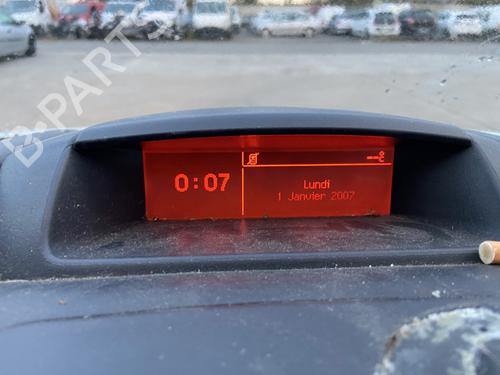 B-PARTS
0:07
--°C
Lundi
1 Janvier 2007